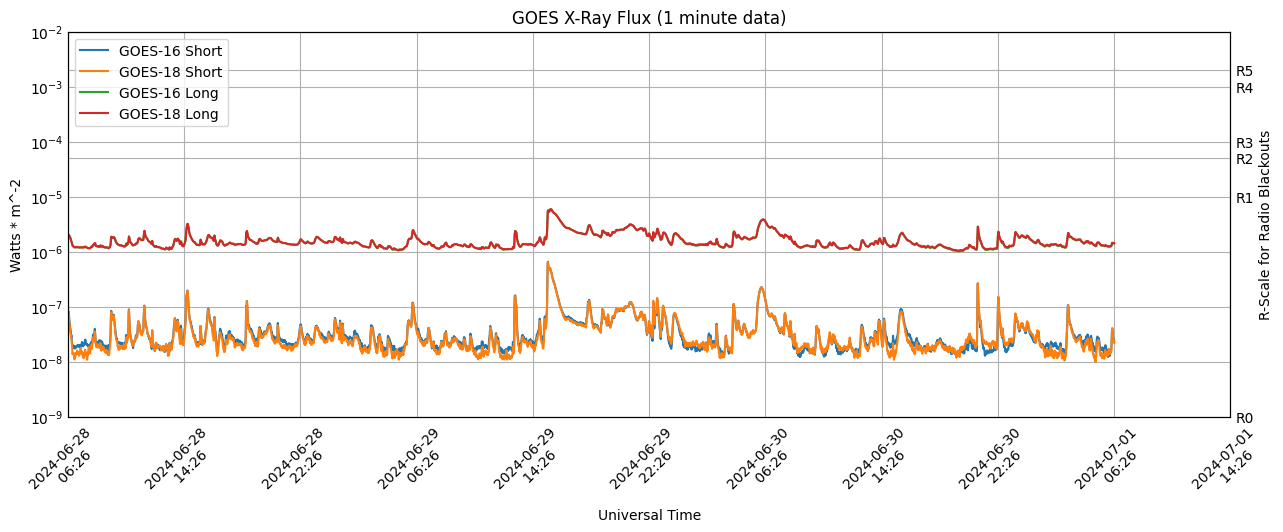 GOES X-Ray Flux (1 minute data)
GOES-16 Short
GOES-18 Short
GOES-16 Long
GOES-18 Long
10^-2
10^-3
10^-4
10^-5
10^-6
10^-7
10^-8
10^-9
Watts * m^-2
R5
R4
R3
R2
R1
R0
R-Scale for Radio Blackouts
2024-06-28
06:26
2024-06-28
14:26
2024-06-28
22:26
2024-06-29
06:26
2024-06-29
14:26
2024-06-29
22:26
2024-06-30
06:26
2024-06-30
14:26
2024-06-30
22:26
2024-07-01
06:26
2024-07-01
14:26
Universal Time